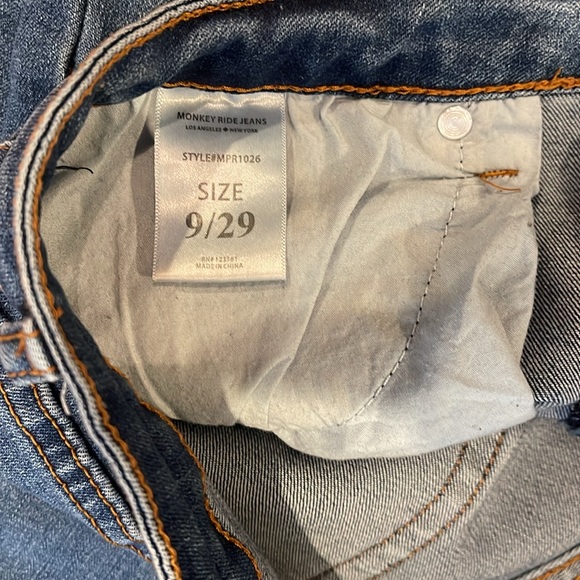 MONKEY RIDE JEANS
LOS ANGELES ◆ NEW YORK
STYLE#MPR1026
SIZE
9/29
MADE IN CHINA